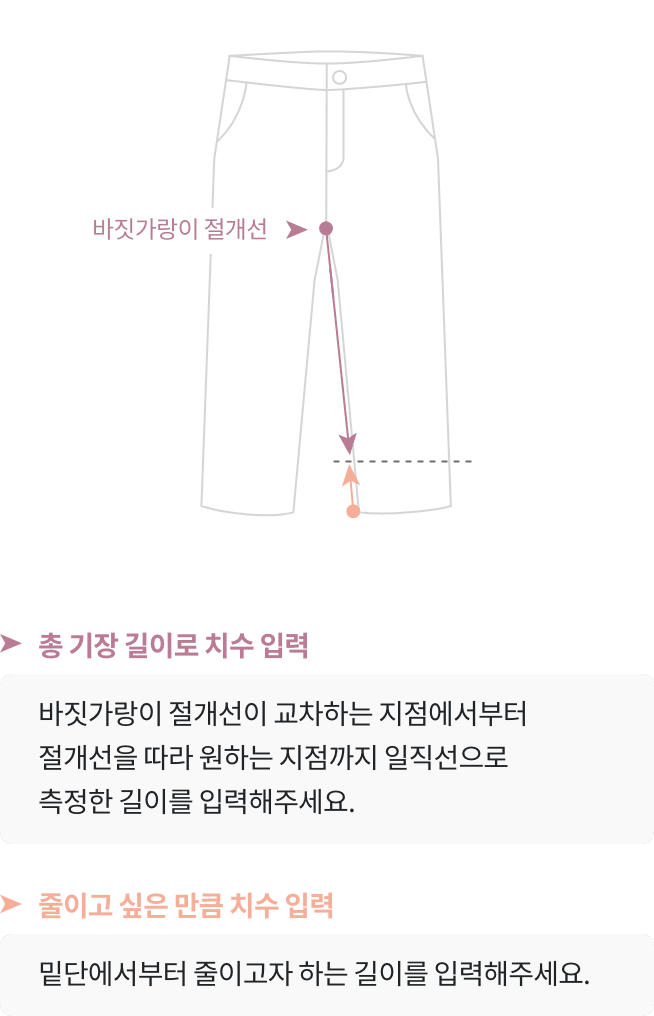 바짓가랑이 절개선
총 기장 길이로 치수 입력
바짓가랑이 절개선이 교차하는 지점에서부터
절개선을 따라 원하는 지점까지 일직선으로
측정한 길이를 입력해주세요.
줄이고 싶은 만큼 치수 입력
밑단에서부터 줄이고자 하는 길이를 입력해주세요.